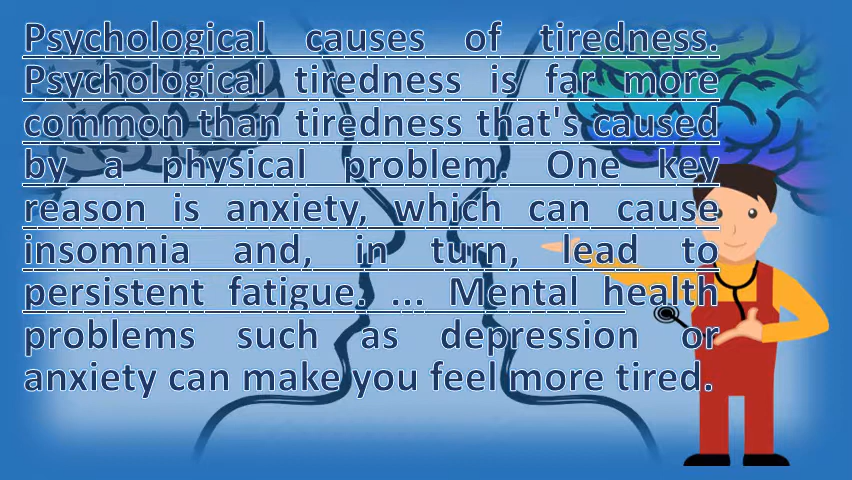 Psychological causes of tiredness.
Psychological tiredness is far more
common than tiredness that's caused
by a physical problem. One key
reason is anxiety, which can cause
insomnia and, in turn, lead to
persistent fatigue. ... Mental health
problems such as depression or
anxiety can make you feel more tired.